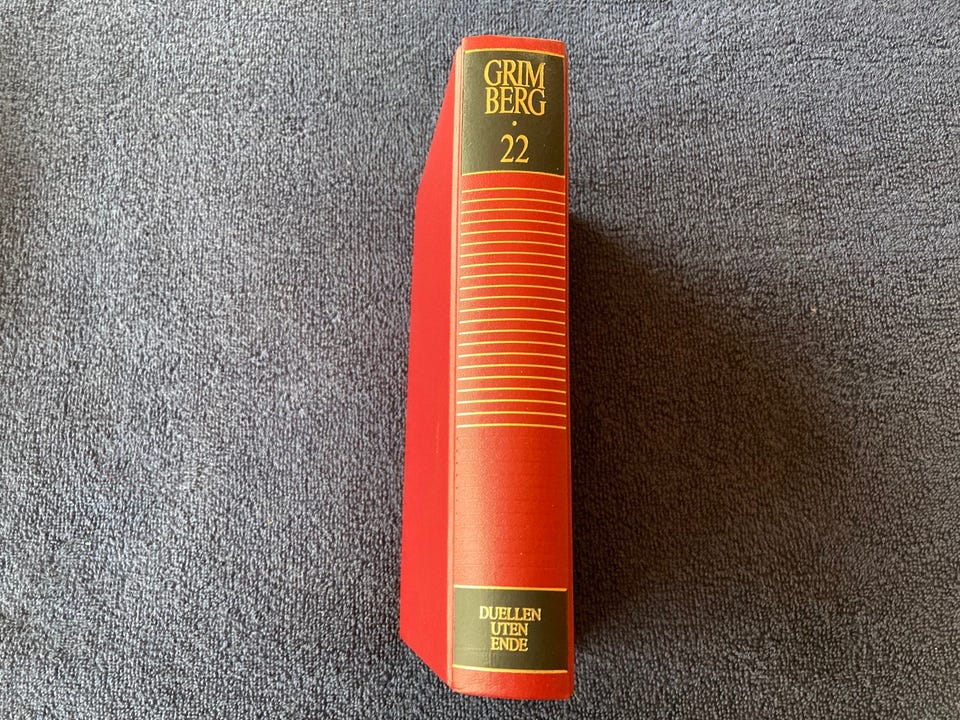 GRIM
BERG
·
22
DUELLEN
UTEN
ENDE